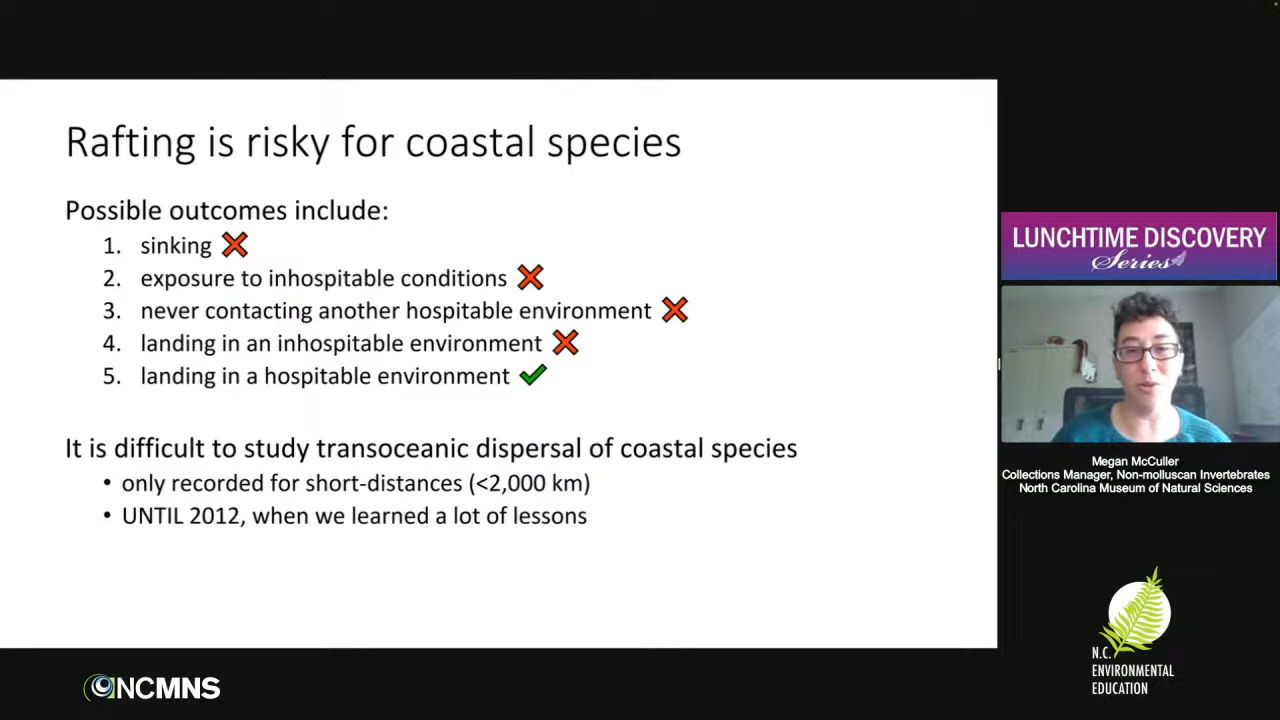 Rafting is risky for coastal species
Possible outcomes include:
1. sinking
2. exposure to inhospitable conditions
3. never contacting another hospitable environment
4. landing in an inhospitable environment
5. landing in a hospitable environment
It is difficult to study transoceanic dispersal of coastal species
• only recorded for short-distances (<2,000 km)
• UNTIL 2012, when we learned a lot of lessons
LUNCHTIME DISCOVERY
Series
Megan McCuller
Collections Manager, Non-molluscan Invertebrates
North Carolina Museum of Natural Sciences
N.C.
ENVIRONMENTAL
EDUCATION
NCMNS